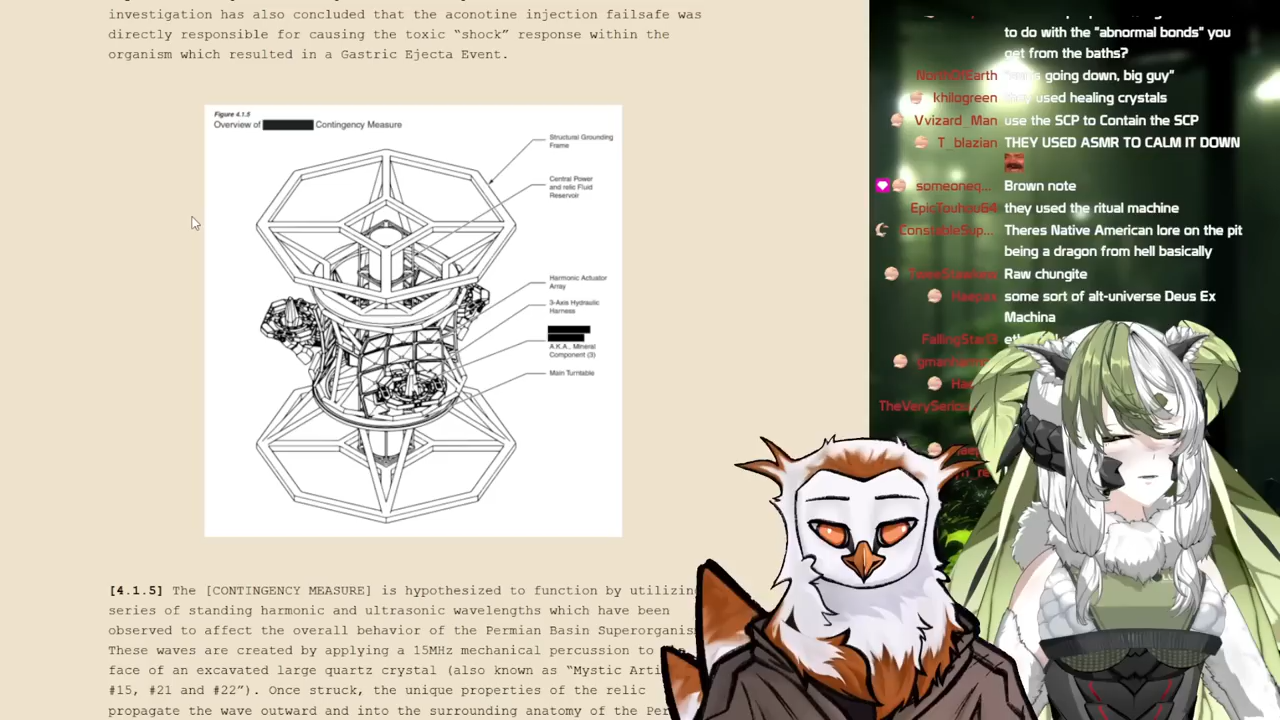 investigation has also concluded that the aconotine injection failsafe was
directly responsible for causing the toxic “shock” response within the
organism which resulted in a Gastric Ejecta Event.
Figure 4.1.5
Overview of Contingency Measure
Structural Grounding
Frame
Central Power
and relic Fluid
Reservoir
Harmonic Actuator
Array
3-Axis Hydraulic
Harness
A.K.A., Mineral
Component (3)
Main Turntable
[4.1.5] The [CONTINGENCY MEASURE] is hypothesized to function by utilizing
series of standing harmonic and ultrasonic wavelengths which have been
observed to affect the overall behavior of the Permian Basin
These waves are created by applying a 15MHz mechanical percussion to
face of an excavated large quartz crystal (also known as “Mystic
#15, #21 and #22”). Once struck, the unique properties of the relic
propagate the wave outward and into the surrounding anatomy of the
to do with the "abnormal bonds" you
get from the baths?
going down, big guy"
khilogreen they used healing crystals
Vvizard_Man use the SCP to Contain the SCP
T_blazian THEY USED ASMR TO CALM IT DOWN
someoneq... Brown note
EpicTouhou64 they used the ritual machine
ConstableSup... Theres Native American lore on the pit
being a dragon from hell basically
Raw chungite
some sort of alt-universe Deus Ex
Machina